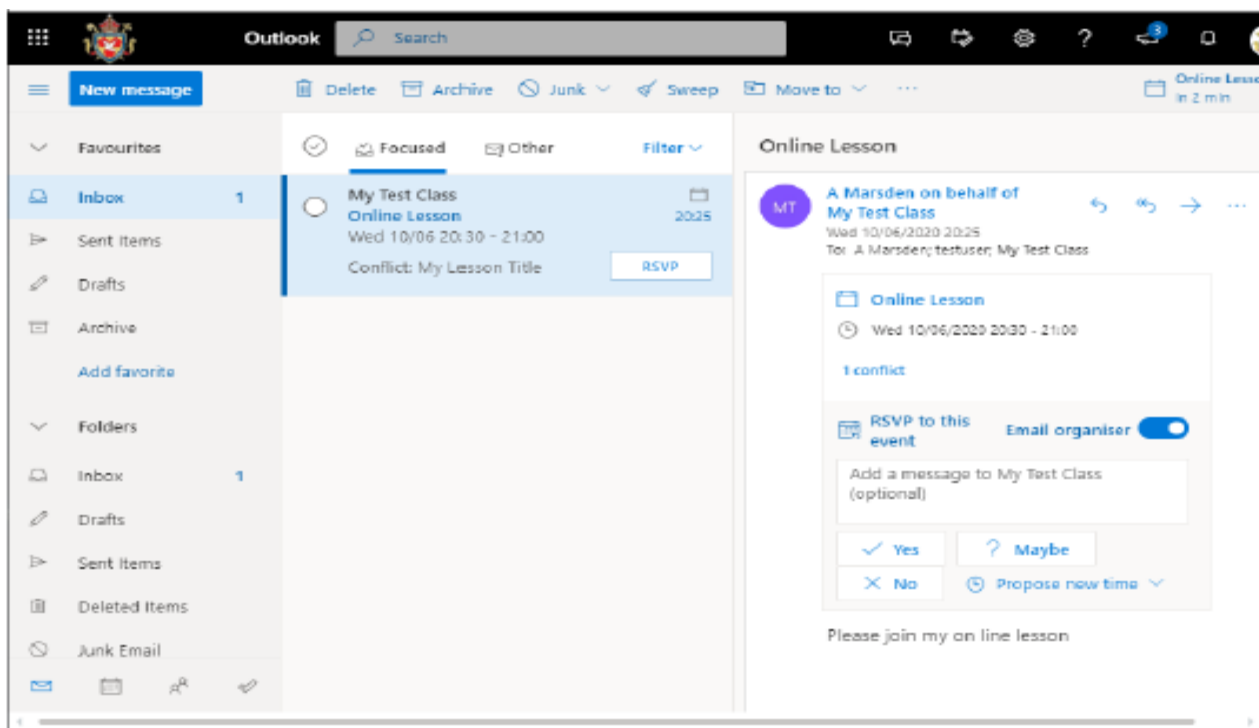 Outlook
Search
3
New message
Delete
Archive
Junk
Sweep
Move to
...
Online Less
In 2 min
Favourites
Inbox 1
Sent Items
Drafts
Archive
Add favorite
Folders
Inbox 1
Drafts
Sent Items
Deleted Items
Junk Email
Focused
Other
Filter
My Test Class
Online Lesson 20:25
Wed 10/06 20:30 - 21:00
Conflict: My Lesson Title
RSVP
Online Lesson
MT
A Marsden on behalf of
My Test Class
Wed 10/06/2020 20:25
To: A Marsden; testuser; My Test Class
Online Lesson
Wed 10/06/2020 20:30 - 21:00
1 conflict
RSVP to this
event
Email organiser
Add a message to My Test Class
(optional)
Yes
? Maybe
No
Propose new time
Please join my on line lesson